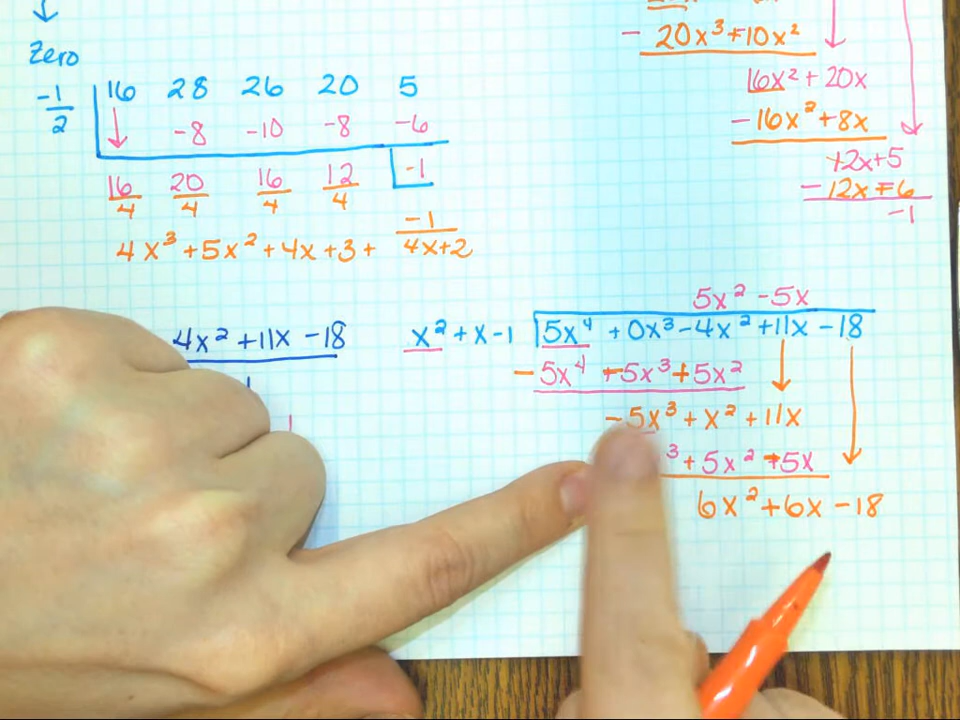 Zero
-1/2 | 16 28 26 20 5
-8 -10 -8 -6
16/4 20/4 16/4 12/4 | -1
4x³ + 5x² + 4x + 3 + -1/(4x+2)
- 20x³ + 10x²
16x² + 20x
- 16x² + 8x
12x + 5
- 12x + 6
-1
4x² + 11x - 18
5x² - 5x
x² + x - 1 | 5x⁴ + 0x³ - 4x² + 11x - 18
- 5x⁴ + 5x³ + 5x²
- 5x³ + x² + 11x
³ + 5x² + 5x
6x² + 6x - 18